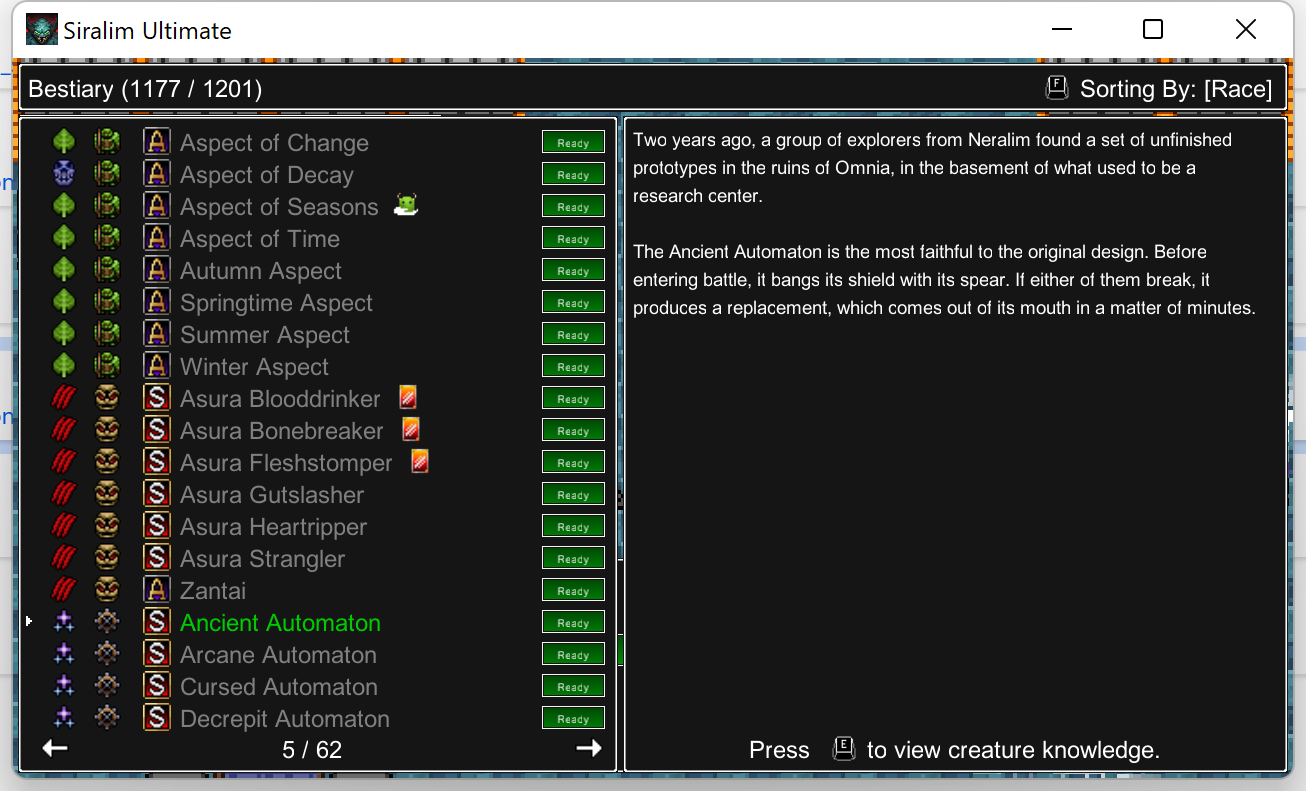 Siralim Ultimate
Bestiary (1177 / 1201)
F Sorting By: [Race]
A Aspect of Change Ready
A Aspect of Decay Ready
A Aspect of Seasons Ready
A Aspect of Time Ready
A Autumn Aspect Ready
A Springtime Aspect Ready
A Summer Aspect Ready
A Winter Aspect Ready
S Asura Blooddrinker Ready
S Asura Bonebreaker Ready
S Asura Fleshstomper Ready
S Asura Gutslasher Ready
S Asura Heartripper Ready
S Asura Strangler Ready
A Zantai Ready
S Ancient Automaton Ready
S Arcane Automaton Ready
S Cursed Automaton Ready
S Decrepit Automaton Ready
5 / 62
Two years ago, a group of explorers from Neralim found a set of unfinished
prototypes in the ruins of Omnia, in the basement of what used to be a
research center.
The Ancient Automaton is the most faithful to the original design. Before
entering battle, it bangs its shield with its spear. If either of them break, it
produces a replacement, which comes out of its mouth in a matter of minutes.
Press E to view creature knowledge.